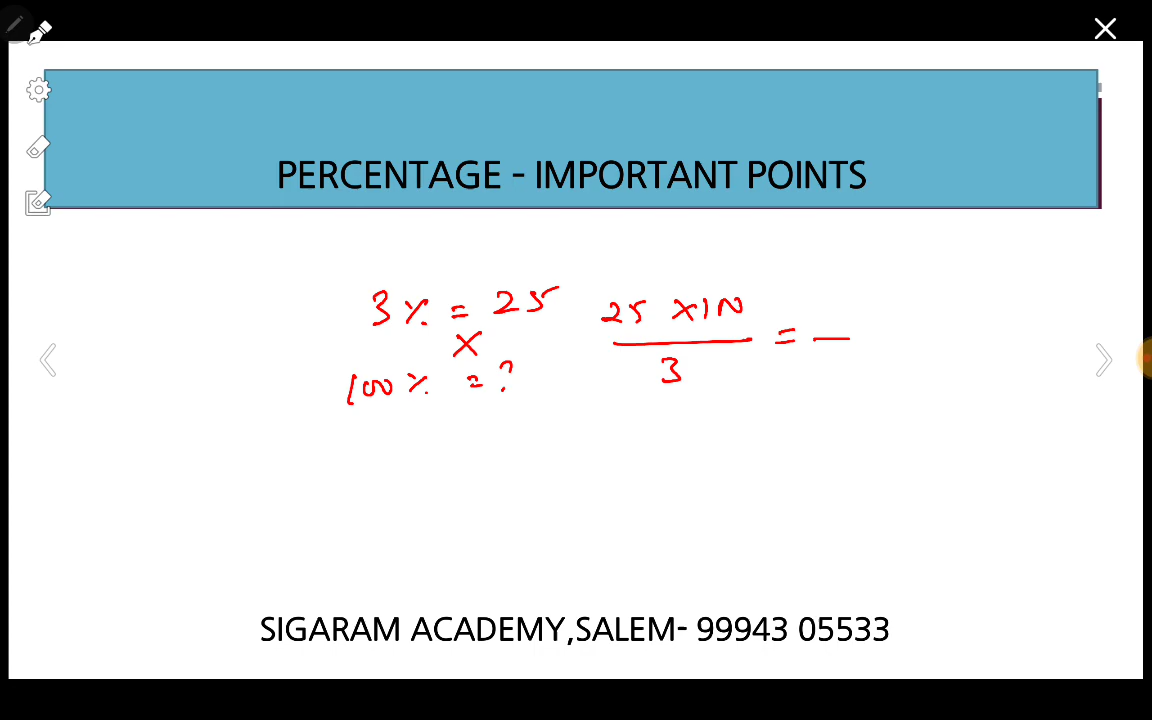 PERCENTAGE - IMPORTANT POINTS
3% = 25
×
100% = ?
25 × 100
3
= —
SIGARAM ACADEMY,SALEM- 99943 05533